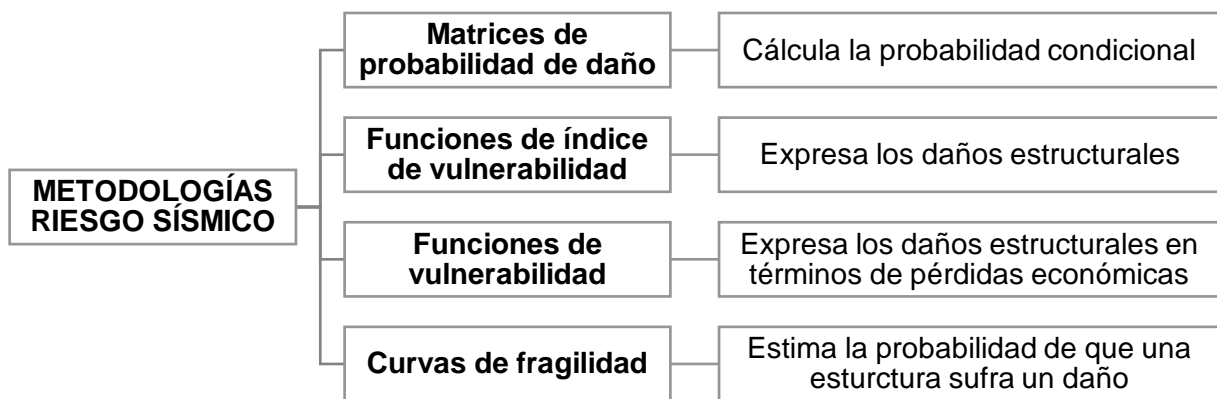 METODOLOGÍAS
RIESGO SÍSMICO
Matrices de
probabilidad de daño
Cálcula la probabilidad condicional
Funciones de índice
de vulnerabilidad
Expresa los daños estructurales
Funciones de
vulnerabilidad
Expresa los daños estructurales en
términos de pérdidas económicas
Curvas de fragilidad
Estima la probabilidad de que una
esturctura sufra un daño